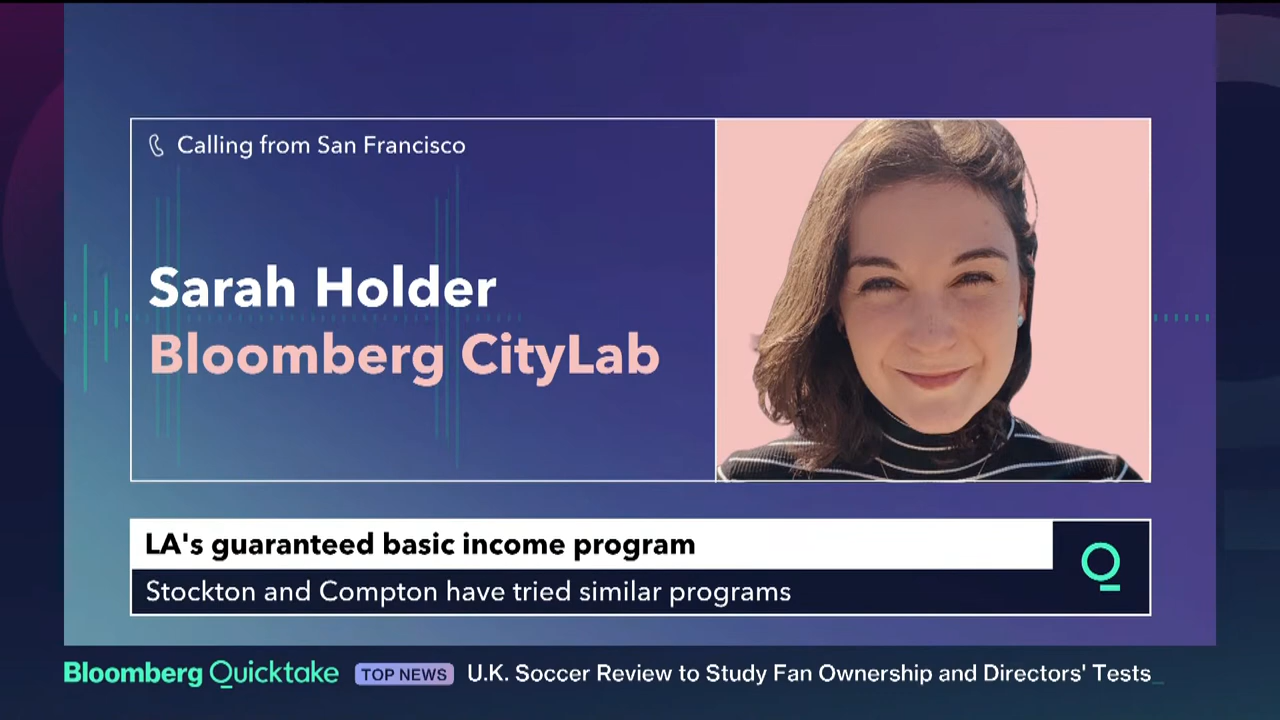 Calling from San Francisco
Sarah Holder
Bloomberg CityLab
LA's guaranteed basic income program
Stockton and Compton have tried similar programs
Bloomberg Quicktake TOP NEWS U.K. Soccer Review to Study Fan Ownership and Directors' Tests_